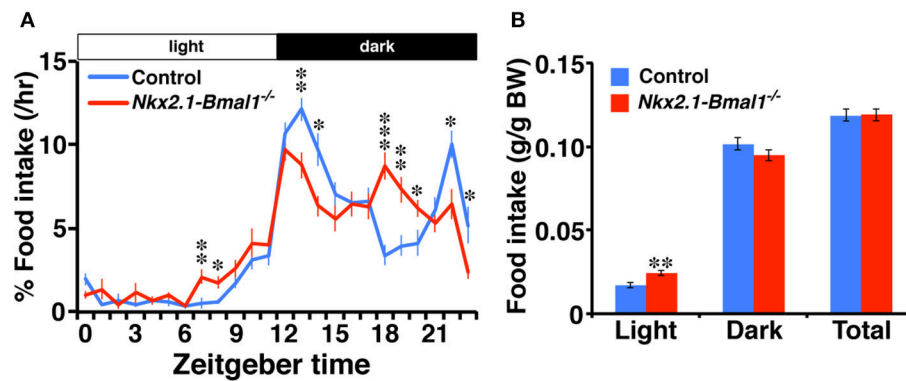 A
light
dark
15
10
5
0
% Food intake (/hr)
Control
Nkx2.1-Bmal1-/-
**
*
**
*
***
**
*
*
*
0 3 6 9 12 15 18 21
Zeitgeber time
B
0.15
0.10
0.050
0
Food intake (g/g BW)
Control
Nkx2.1-Bmal1-/-
**
Light Dark Total